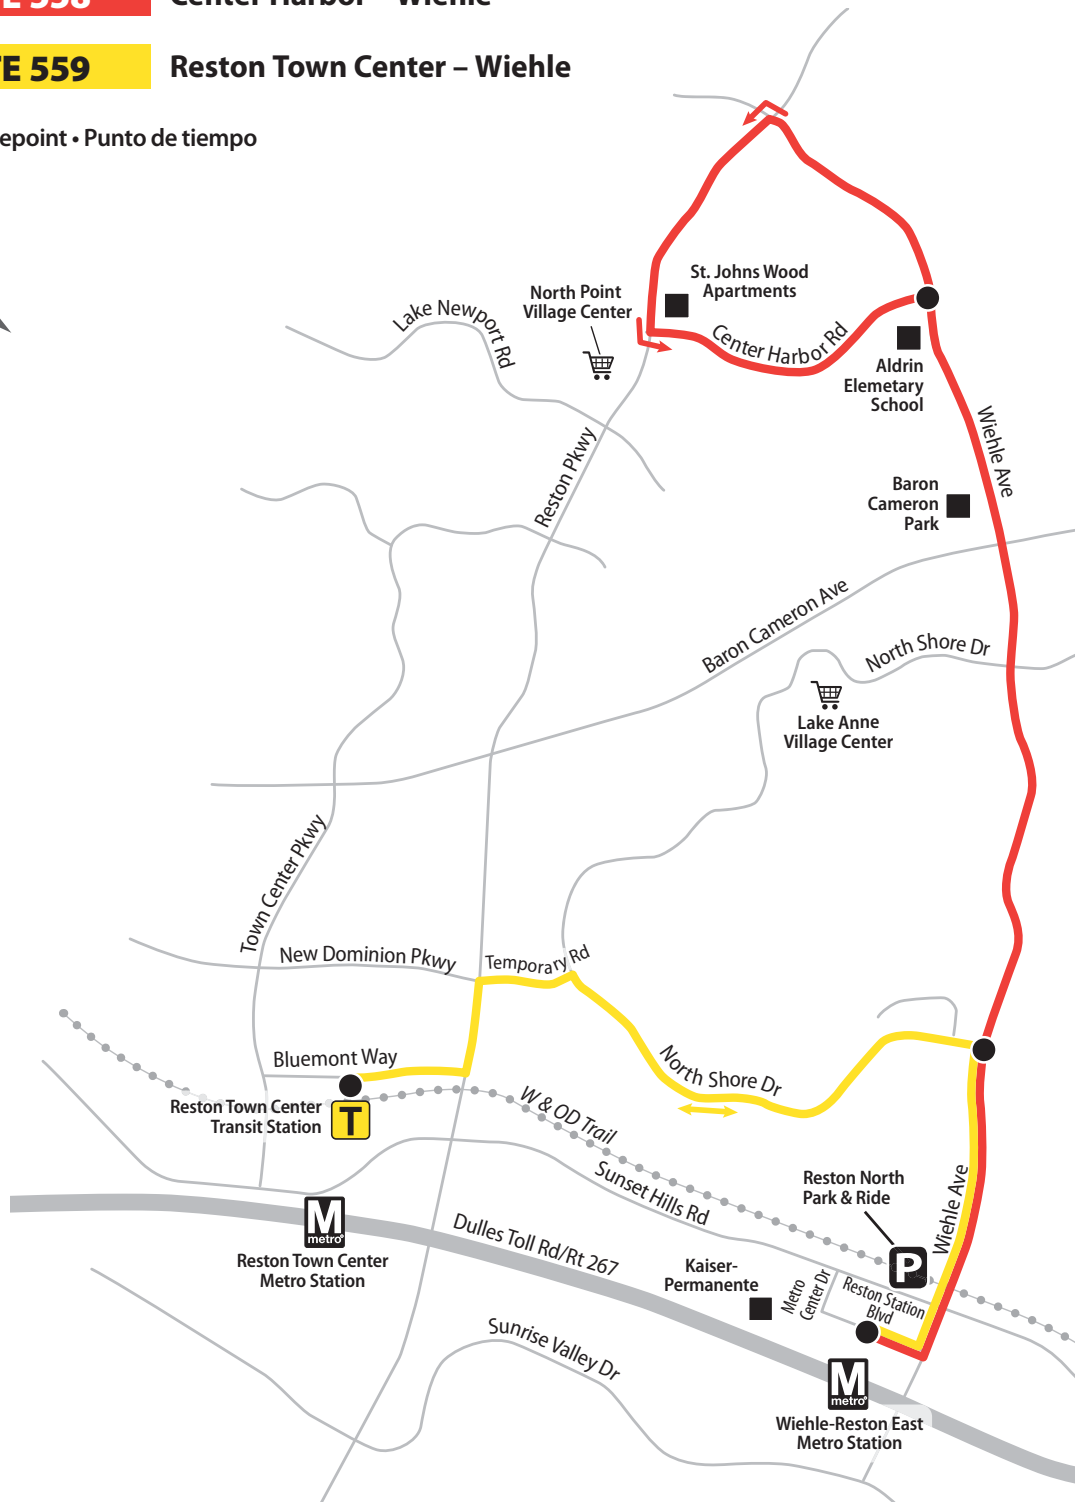 E 558
Center Harbor – Wiehle
TE 559
Reston Town Center – Wiehle
epoint • Punto de tiempo
St. Johns Wood
Apartments
North Point
Village Center
Lake Newport Rd
Center Harbor Rd
Aldrin
Elemetary
School
Wiehle Ave
Reston Pkwy
Baron
Cameron
Park
Baron Cameron Ave
North Shore Dr
Lake Anne
Village Center
Town Center Pkwy
New Dominion Pkwy
Temporary Rd
Bluemont Way
North Shore Dr
Reston Town Center
Transit Station
T
W & OD Trail
Sunset Hills Rd
Reston North
Park & Ride
Wiehle Ave
P
M
metro
Reston Town Center
Metro Station
Dulles Toll Rd/Rt 267
Kaiser-
Permanente
Metro
Center Dr
Reston Station
Blvd
Sunrise Valley Dr
M
metro
Wiehle-Reston East
Metro Station